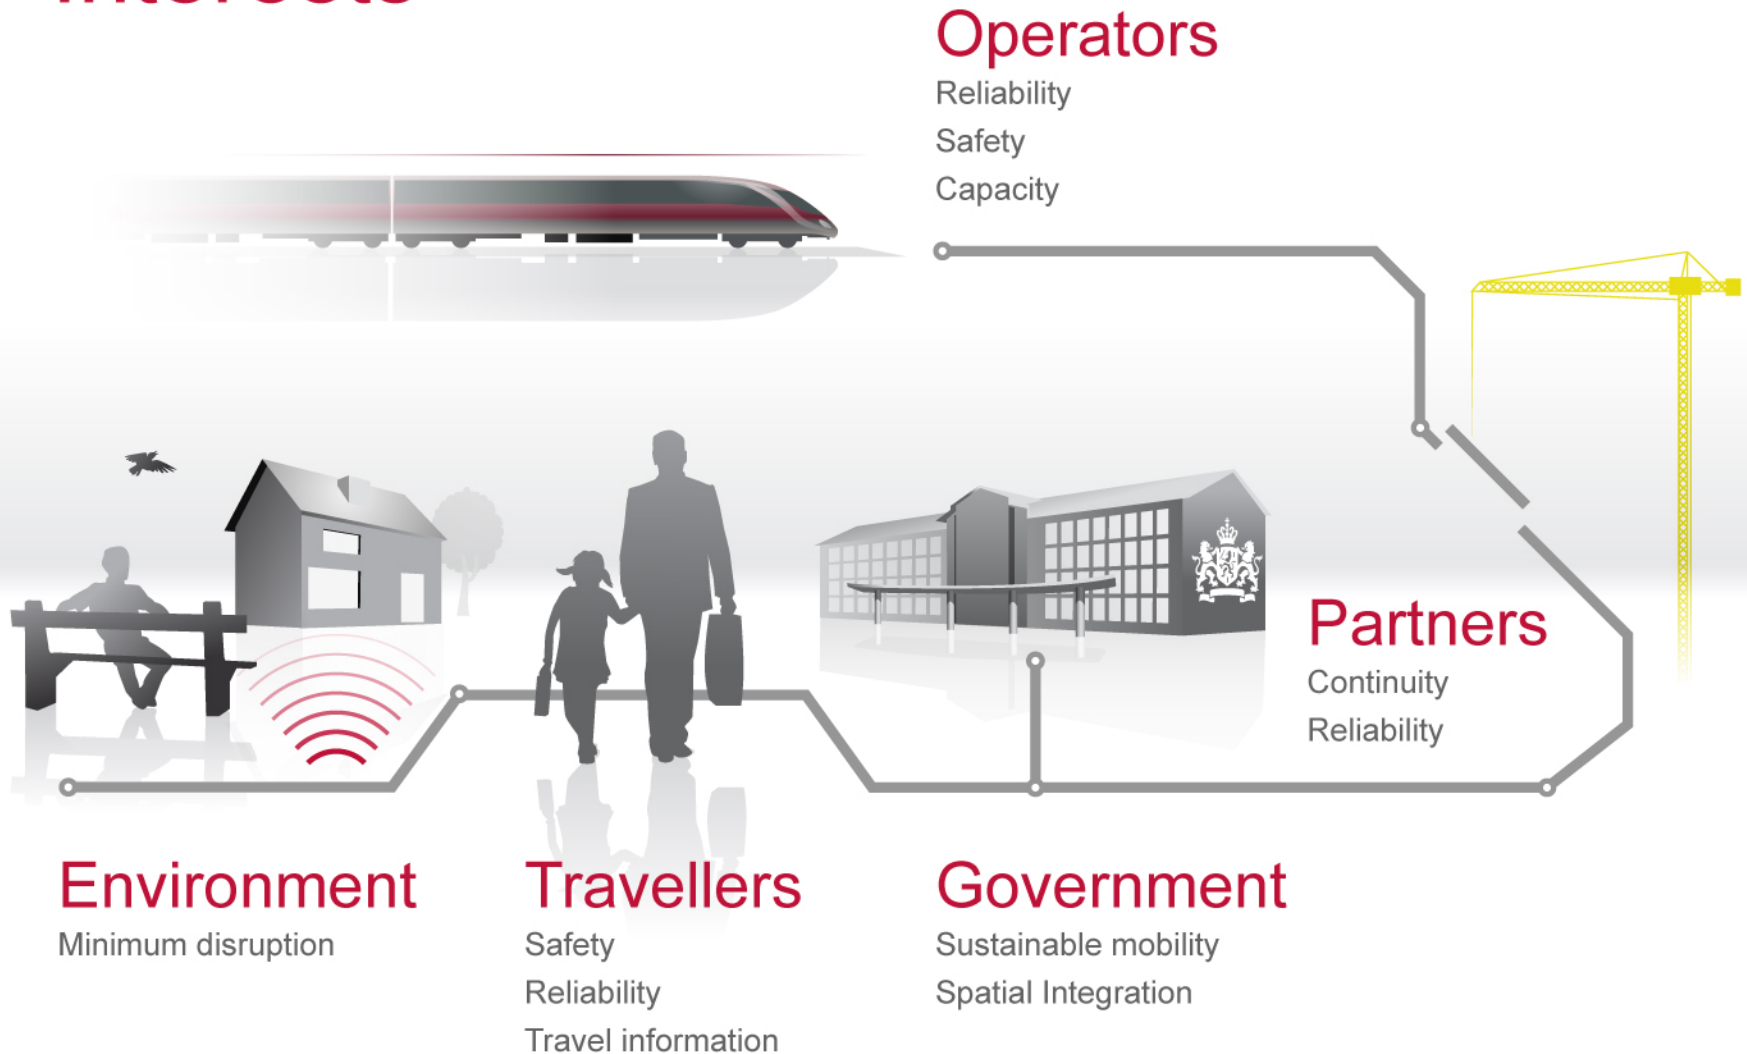 Operators
Reliability
Safety
Capacity
Partners
Continuity
Reliability
Environment
Minimum disruption
Travellers
Safety
Reliability
Travel information
Government
Sustainable mobility
Spatial Integration